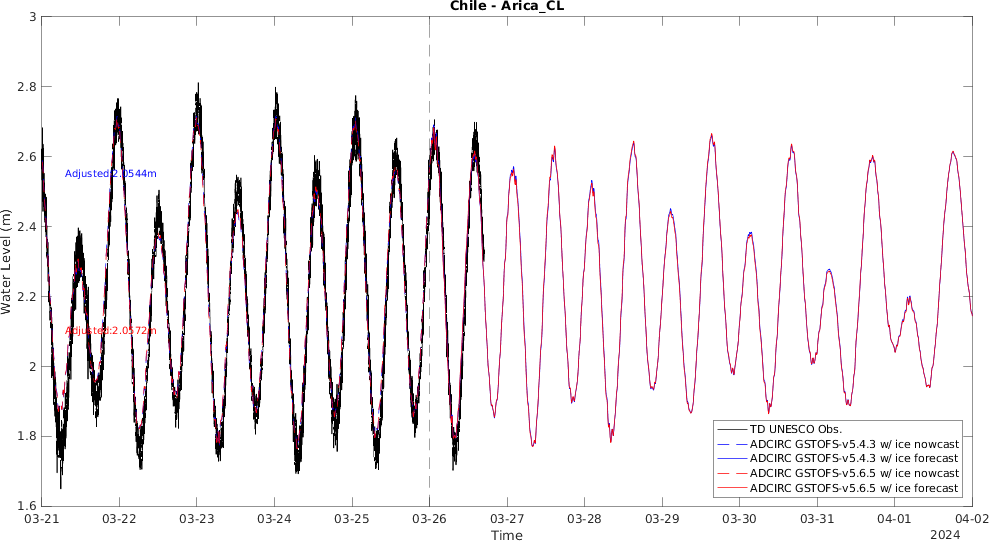 Chile - Arica_CL
3
2.8
2.6
2.4
2.2
2
1.8
1.6
Water Level (m)
Adjusted:2.0544m
Adjusted:2.0572m
TD UNESCO Obs.
ADCIRC GSTOFS-v5.4.3 w/ ice nowcast
ADCIRC GSTOFS-v5.4.3 w/ ice forecast
ADCIRC GSTOFS-v5.6.5 w/ ice nowcast
ADCIRC GSTOFS-v5.6.5 w/ ice forecast
03-21 03-22 03-23 03-24 03-25 03-26 03-27 03-28 03-29 03-30 03-31 04-01 04-02
Time
2024